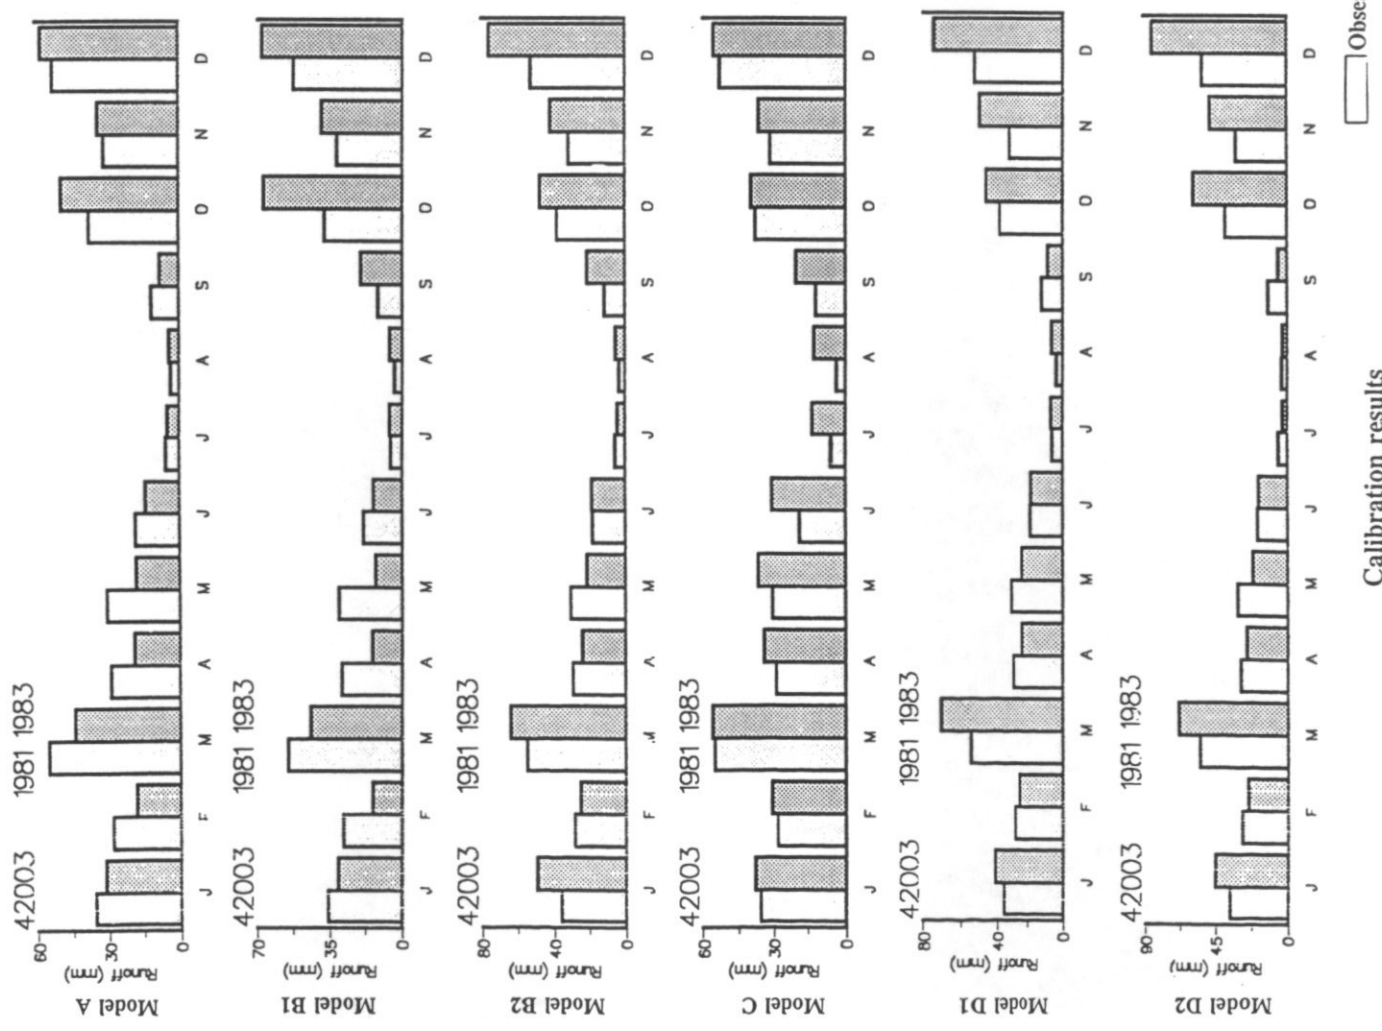 Model A
Runoff (mm)
60
30
0
42003 1981 1983
J F M A M J J A S O N D
Model B1
Runoff (mm)
70
35
0
42003 1981 1983
J F M A M J J A S O N D
Model B2
Runoff (mm)
80
40
0
42003 1981 1983
J F M A M J J A S O N D
Model C
Runoff (mm)
60
30
0
42003 1981 1983
J F M A M J J A S O N D
Model D1
Runoff (mm)
80
40
0
42003 1981 1983
J F M A M J J A S O N D
Model D2
Runoff (mm)
90
45
0
42003 1981 1983
J F M A M J J A S O N D
Obse
Calibration results